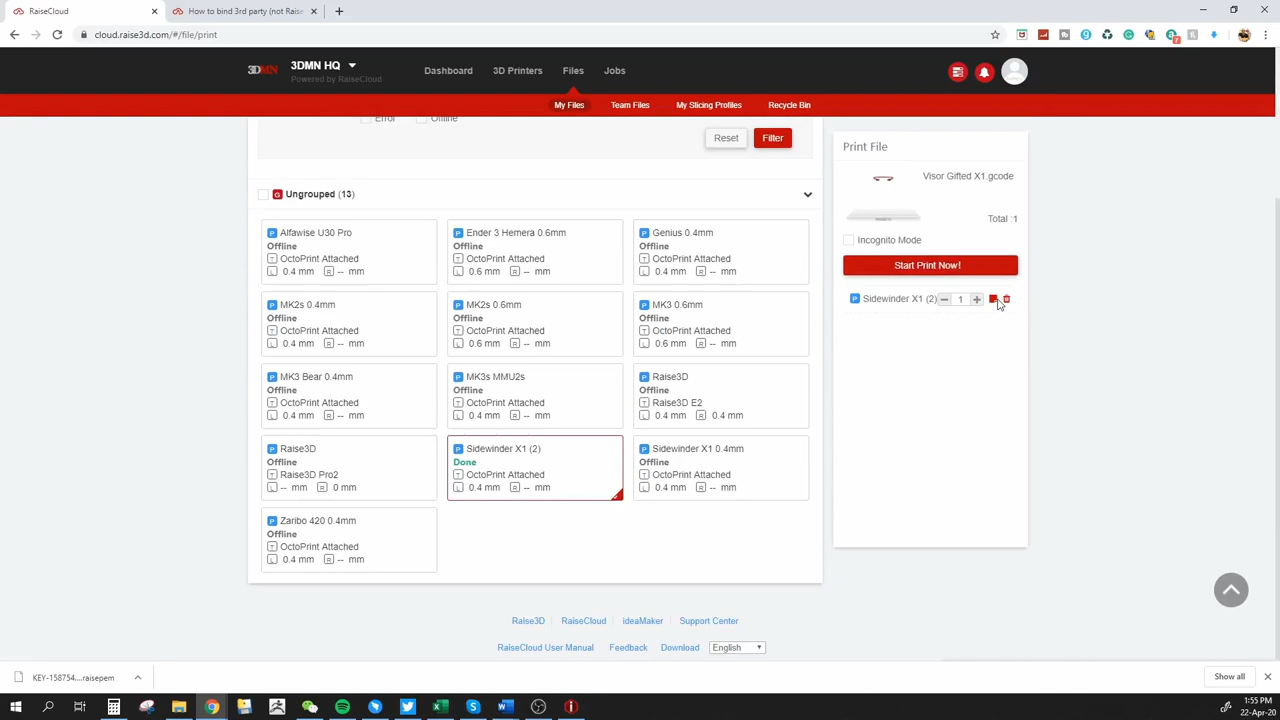 RaiseCloud
How to bind 3rd party (not Raise
cloud.raise3d.com/#/file/print
7
3DMN
3DMN HQ
Powered by RaiseCloud
Dashboard
3D Printers
Files
Jobs
My Files
Team Files
My Slicing Profiles
Recycle Bin
Error
Offline
Reset
Filter
G Ungrouped (13)
P Alfawise U30 Pro
Offline
T OctoPrint Attached
L 0.4 mm R -- mm
P Ender 3 Hemera 0.6mm
Offline
T OctoPrint Attached
L 0.6 mm R -- mm
P Genius 0.4mm
Offline
T OctoPrint Attached
L 0.4 mm R -- mm
P MK2s 0.4mm
Offline
T OctoPrint Attached
L 0.4 mm R -- mm
P MK2s 0.6mm
Offline
T OctoPrint Attached
L 0.6 mm R -- mm
P MK3 0.6mm
Offline
T OctoPrint Attached
L 0.6 mm R -- mm
P MK3 Bear 0.4mm
Offline
T OctoPrint Attached
L 0.4 mm R -- mm
P MK3s MMU2s
Offline
T OctoPrint Attached
L 0.4 mm R -- mm
P Raise3D
Offline
T Raise3D E2
L 0.4 mm R 0.4 mm
P Raise3D
Offline
T Raise3D Pro2
L -- mm R 0 mm
P Sidewinder X1 (2)
Done
T OctoPrint Attached
L 0.4 mm R -- mm
P Sidewinder X1 0.4mm
Offline
T OctoPrint Attached
L 0.4 mm R -- mm
P Zaribo 420 0.4mm
Offline
T OctoPrint Attached
L 0.4 mm R -- mm
Print File
Visor Gifted X1.gcode
Total :1
Incognito Mode
Start Print Now!
P Sidewinder X1 (2) 1
Raise3D
RaiseCloud
ideaMaker
Support Center
RaiseCloud User Manual
Feedback
Download
English
KEY-158754....raisepem
Show all
1:55 PM
22-Apr-20